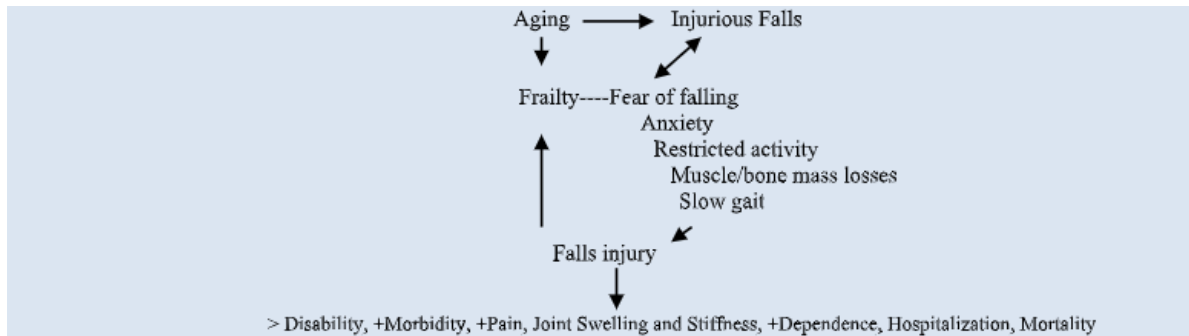 Aging Injurious Falls
Frailty----Fear of falling
Anxiety
Restricted activity
Muscle/bone mass losses
Slow gait
Falls injury
> Disability, +Morbidity, +Pain, Joint Swelling and Stiffness, +Dependence, Hospitalization, Mortality